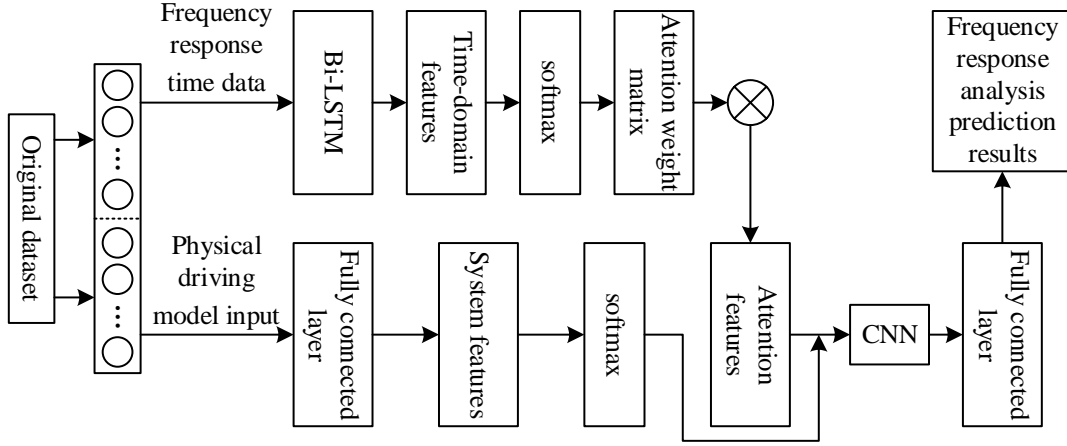 Original dataset
Frequency
response
time data
Bi-LSTM
Time-domain
features
softmax
Attention weight
matrix
Physical
driving
model input
Fully connected
layer
System features
softmax
Attention
features
CNN
Fully connected
layer
Frequency
response
analysis
prediction
results